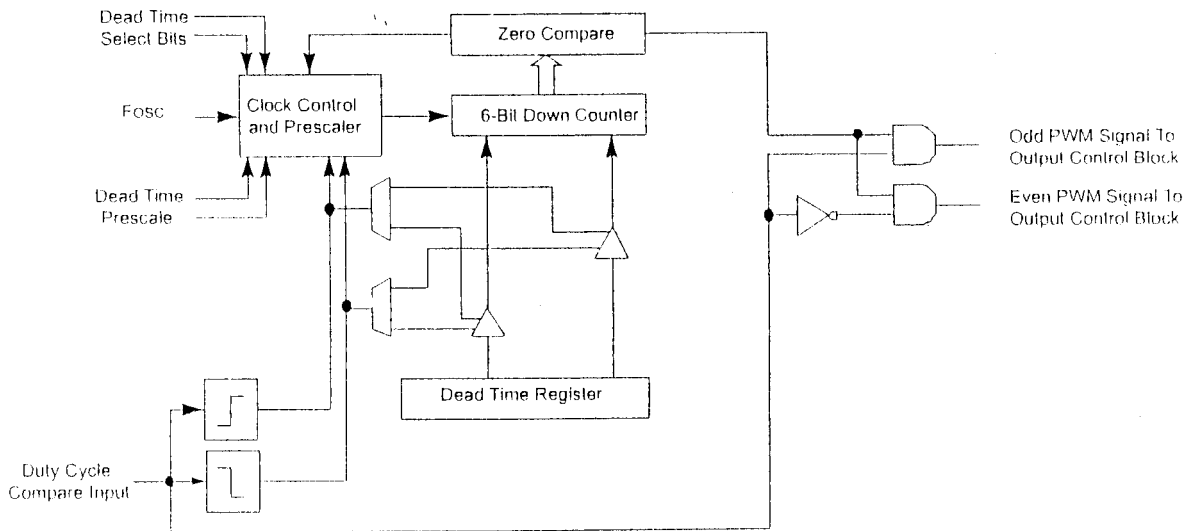 Dead Time
Select Bits
Zero Compare
Fosc
Clock Control
and Prescaler
6-Bit Down Counter
Odd PWM Signal To
Output Control Block
Dead Time
Prescale
Even PWM Signal To
Output Control Block
Dead Time Register
Duty Cycle
Compare Input